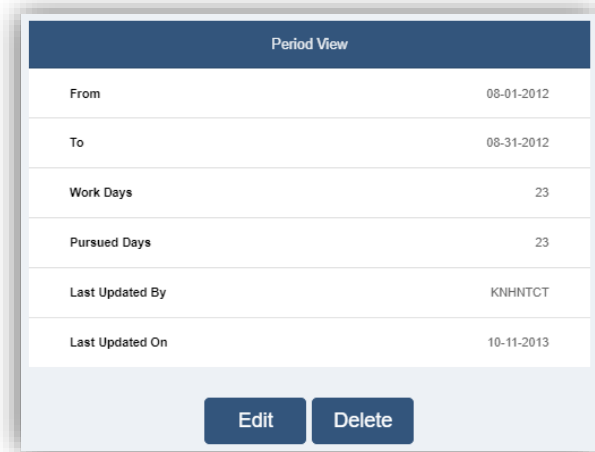 Period View
From 08-01-2012
To 08-31-2012
Work Days 23
Pursued Days 23
Last Updated By KNHNTCT
Last Updated On 10-11-2013
Edit Delete